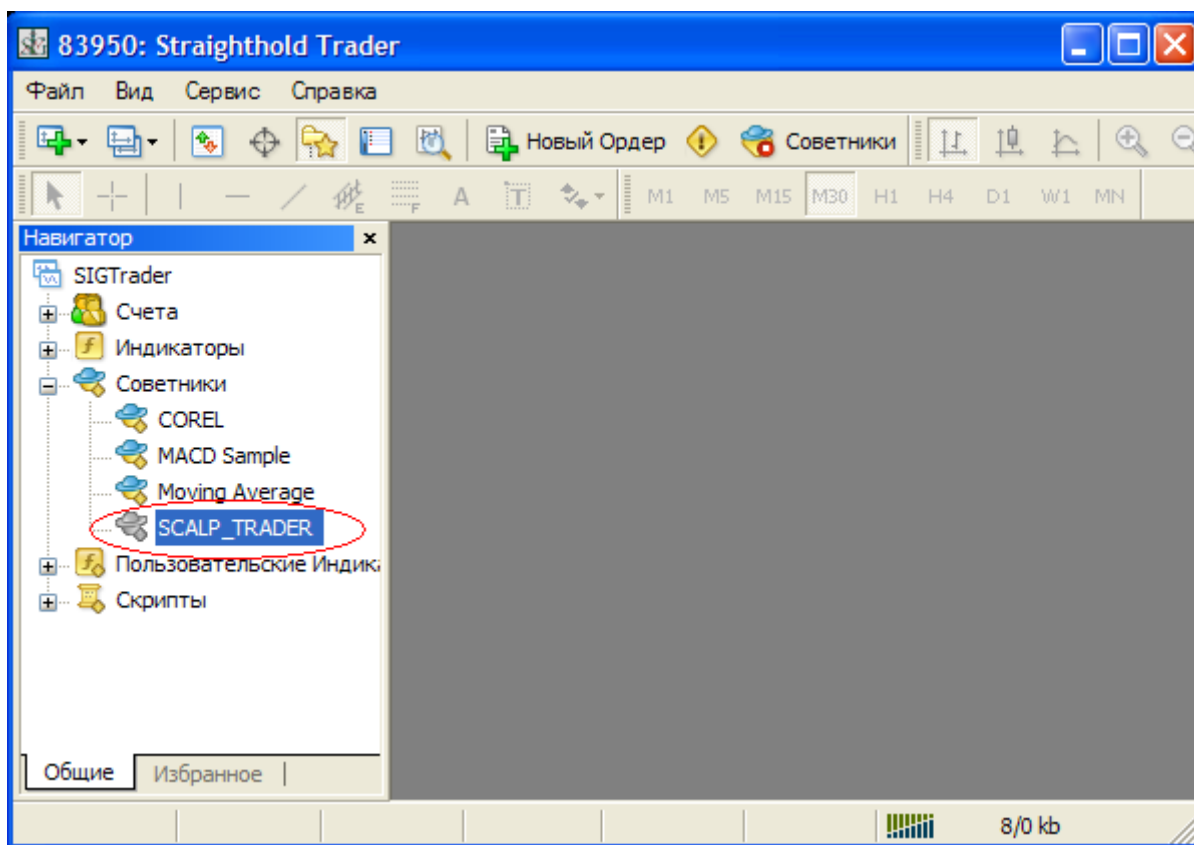 83950: Straighthold Trader
Файл Вид Сервис Справка
Новый Ордер Советники
E F A T M1 M5 M15 M30 H1 H4 D1 W1 MN
Навигатор
SIGTrader
Счета
Индикаторы
Советники
COREL
MACD Sample
Moving Average
SCALP_TRADER
Пользовательские Индика
Скрипты
Общие Избранное
8/0 kb